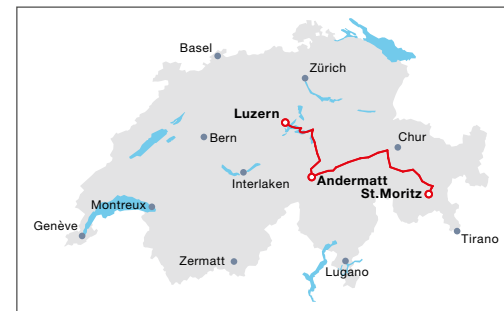 Basel
Zürich
Luzern
Bern
Chur
Interlaken
Andermatt
St.Moritz
Montreux
Genève
Tirano
Zermatt
Lugano